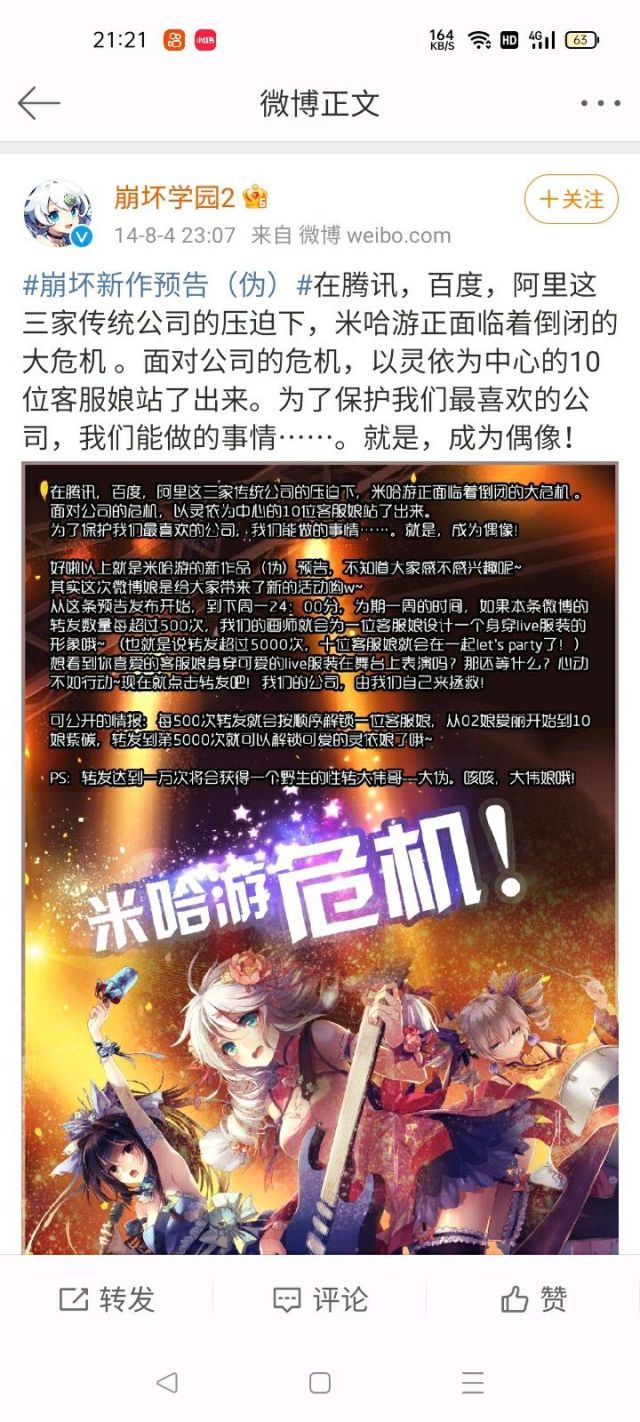 21:21
小红书
164
KB/S
HD
4G
63
微博正文
崩坏学园2
+关注
14-8-4 23:07 来自 微博 weibo.com
#崩坏新作预告（伪）#在腾讯，百度，阿里这
三家传统公司的压迫下，米哈游正面临着倒闭的
大危机 。面对公司的危机，以灵依为中心的10
位客服娘站了出来。为了保护我们最喜欢的公
司，我们能做的事情……。就是，成为偶像！
在腾讯，百度，阿里这三家传统公司的压迫下，米哈游正面临着倒闭的大危机 。
面对公司的危机，以灵依为中心的10位客服娘站了出来。
为了保护我们最喜欢的公司，我们能做的事情……。就是，成为偶像！
好啦以上就是米哈游的新作品（伪）预告，不知道大家感不感兴趣呢~
其实这次微博娘是给大家带来了新的活动哟w~
从这条预告发布开始，到下周一24：00分，为期一周的时间，如果本条微博的
转发数量每超过500次，我们的画师就会为一位客服娘设计一个身穿live服装的
形象哦~（也就是说转发超过5000次，十位客服娘就会在一起let's party了！）
想看到你喜爱的客服娘身穿可爱的live服装在舞台上表演吗？那还等什么？心动
不如行动~现在就点击转发吧！我们的公司，由我们自己来拯救！
可公开的情报：每500次转发就会按顺序解锁一位客服娘，从02娘爱丽开始到10
娘紫碳，转发到第5000次就可以解锁可爱的灵依娘了哦~
PS：转发达到一万次将会获得一个野生的性转大伟哥---大伪。咳咳，大伟娘哦！
米哈游危机！
转发
评论
赞